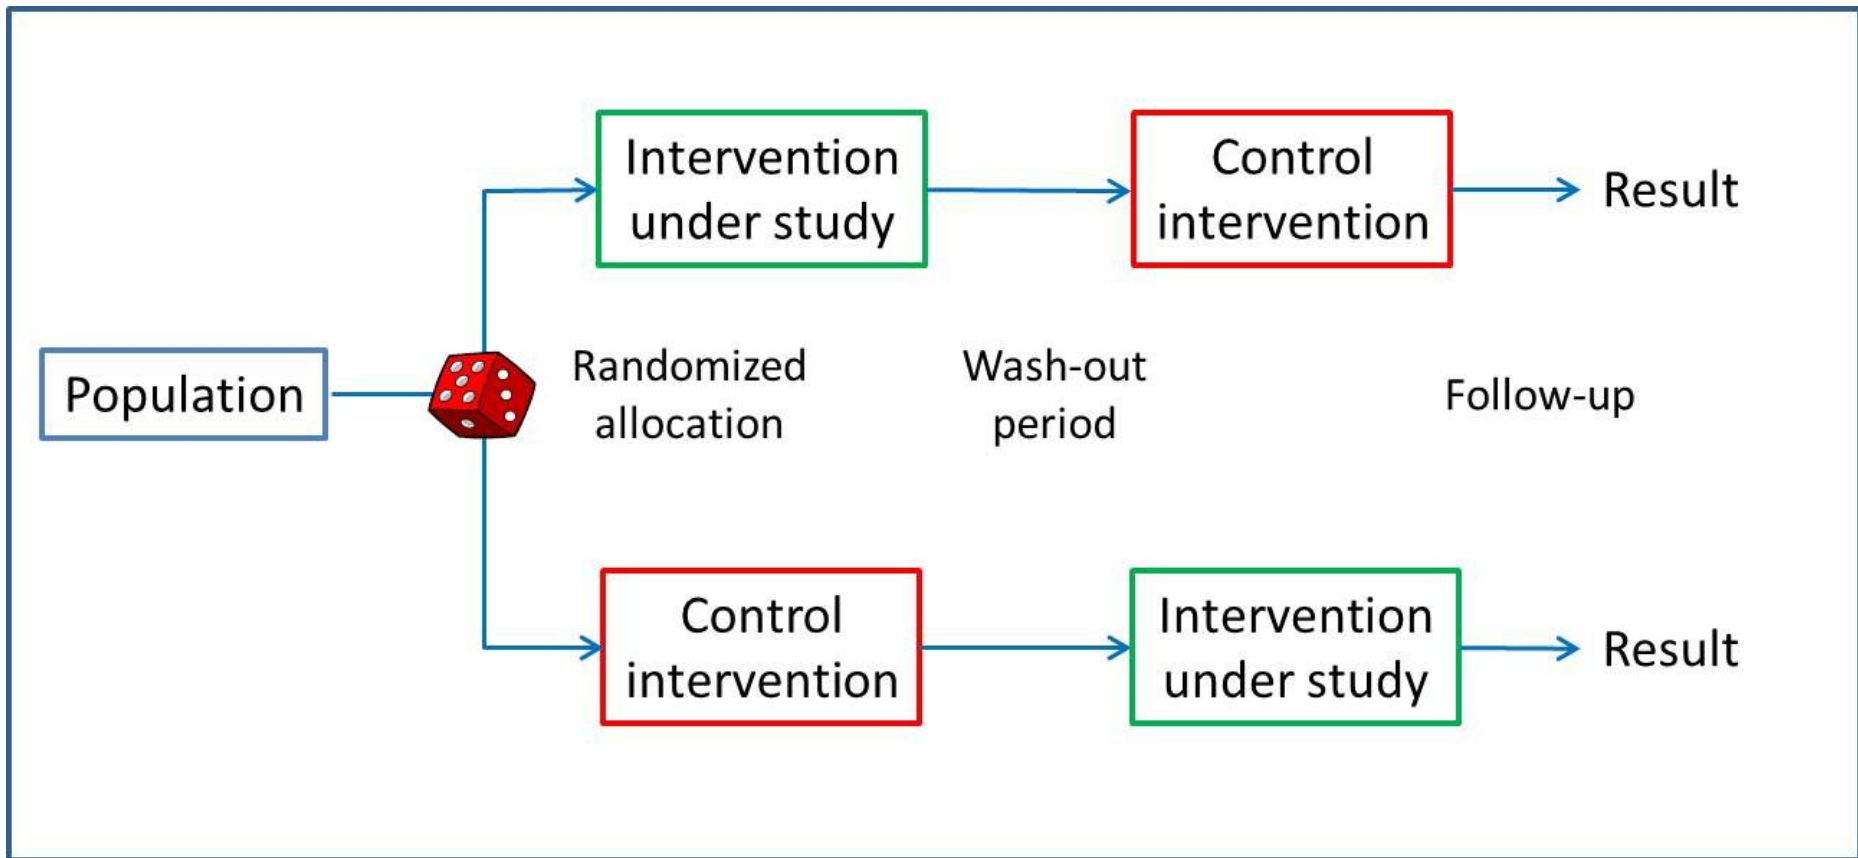 Intervention
under study
Control
intervention
Result
Population
Randomized
allocation
Wash-out
period
Follow-up
Control
intervention
Intervention
under study
Result